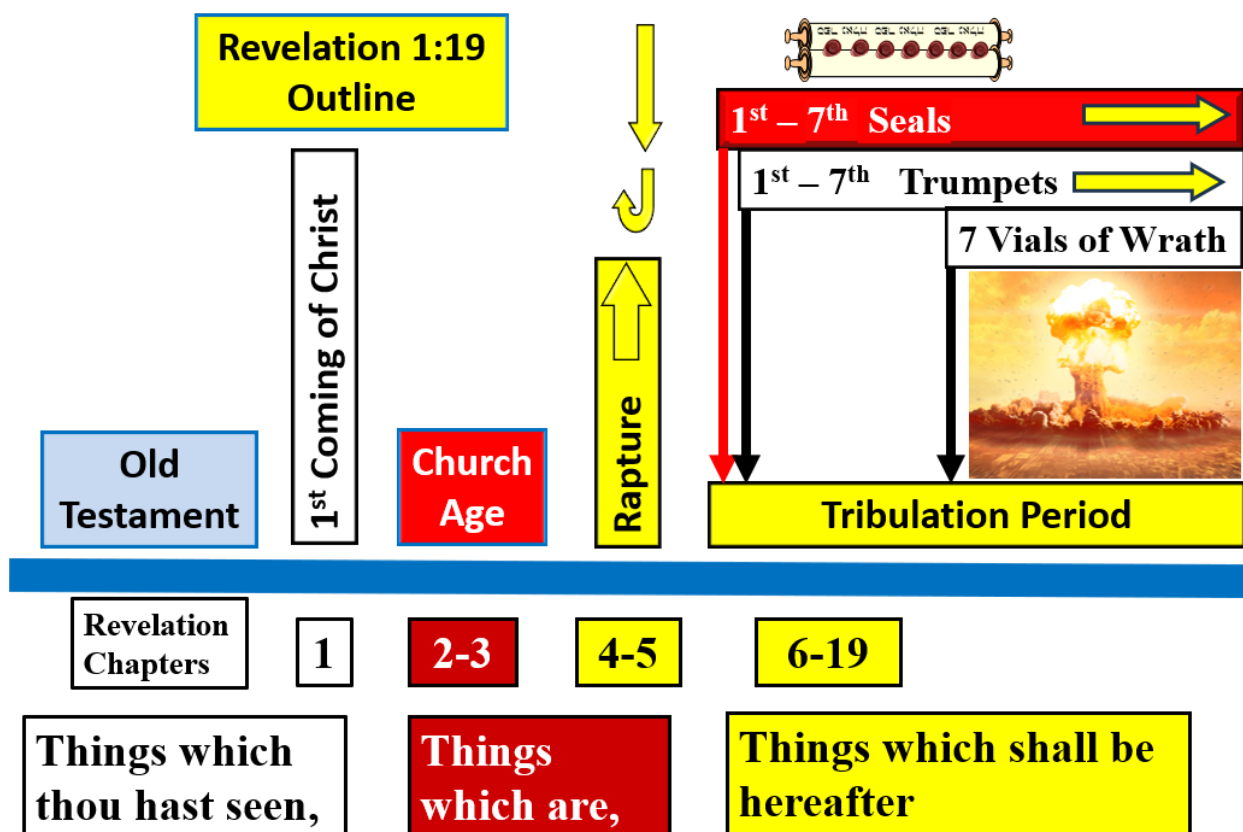 Revelation 1:19
Outline
1st – 7th Seals
1st – 7th Trumpets
7 Vials of Wrath
1st Coming of Christ
Old
Testament
Church
Age
Rapture
Tribulation Period
Revelation
Chapters
1
2-3
4-5
6-19
Things which
thou hast seen,
Things
which are,
Things which shall be
hereafter